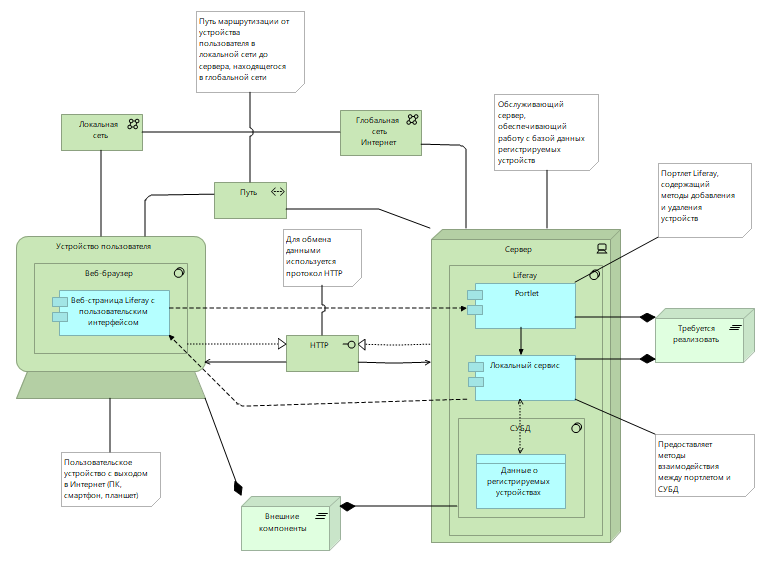 Путь маршрутизации от
устройства
пользователя в
локальной сети до
сервера, находящегося
в глобальной сети
Локальная
сеть
Глобальная
сеть
Интернет
Обслуживающий
сервер,
обеспечивающий
работу с базой данных
регистрируемых
устройств
Путь
Портлет Liferay,
содержащий
методы добавления
и удаления
устройств
Для обмена
данными
используется
протокол HTTP
Устройство пользователя
Веб-браузер
Веб-страница Liferay с
пользовательским
интерфейсом
Сервер
Liferay
Portlet
HTTP
Локальный сервис
Требуется
реализовать
СУБД
Данные о
регистрируемых
устройствах
Предоставляет
методы
взаимодействия
между портлетом и
СУБД
Пользовательское
устройство с выходом
в Интернет (ПК,
смартфон, планшет)
Внешние
компоненты